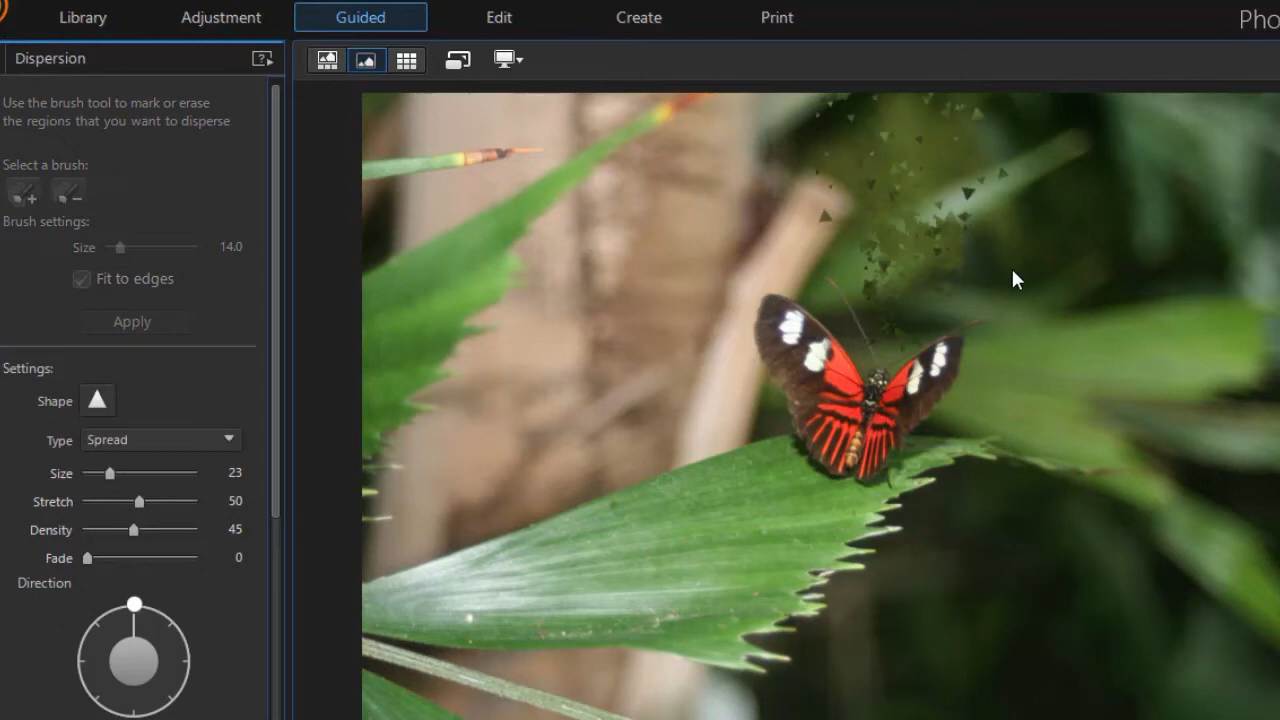 Library Adjustment Guided Edit Create Print Pho
Dispersion
Use the brush tool to mark or erase
the regions that you want to disperse
Select a brush:
Brush settings:
Size 14.0
Fit to edges
Apply
Settings:
Shape
Type Spread
Size 23
Stretch 50
Density 45
Fade 0
Direction